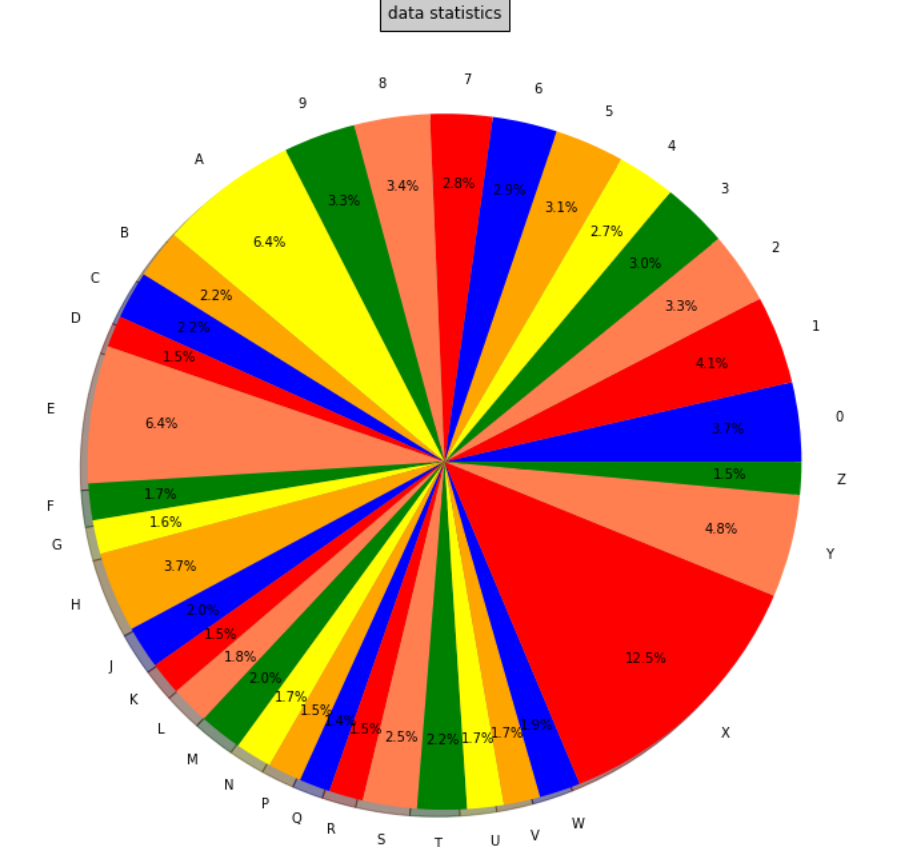 data statistics
0
3.7%
1
4.1%
2
3.3%
3
3.0%
4
2.7%
5
3.1%
6
2.9%
7
2.8%
8
3.4%
9
3.3%
A
6.4%
B
2.2%
C
2.2%
D
1.5%
E
6.4%
F
1.7%
G
1.6%
H
3.7%
J
2.0%
K
1.5%
L
1.8%
M
2.0%
N
1.7%
P
1.5%
Q
1.4%
R
1.5%
S
2.5%
T
2.2%
U
1.7%
V
1.7%
W
1.9%
X
12.5%
Y
4.8%
Z
1.5%